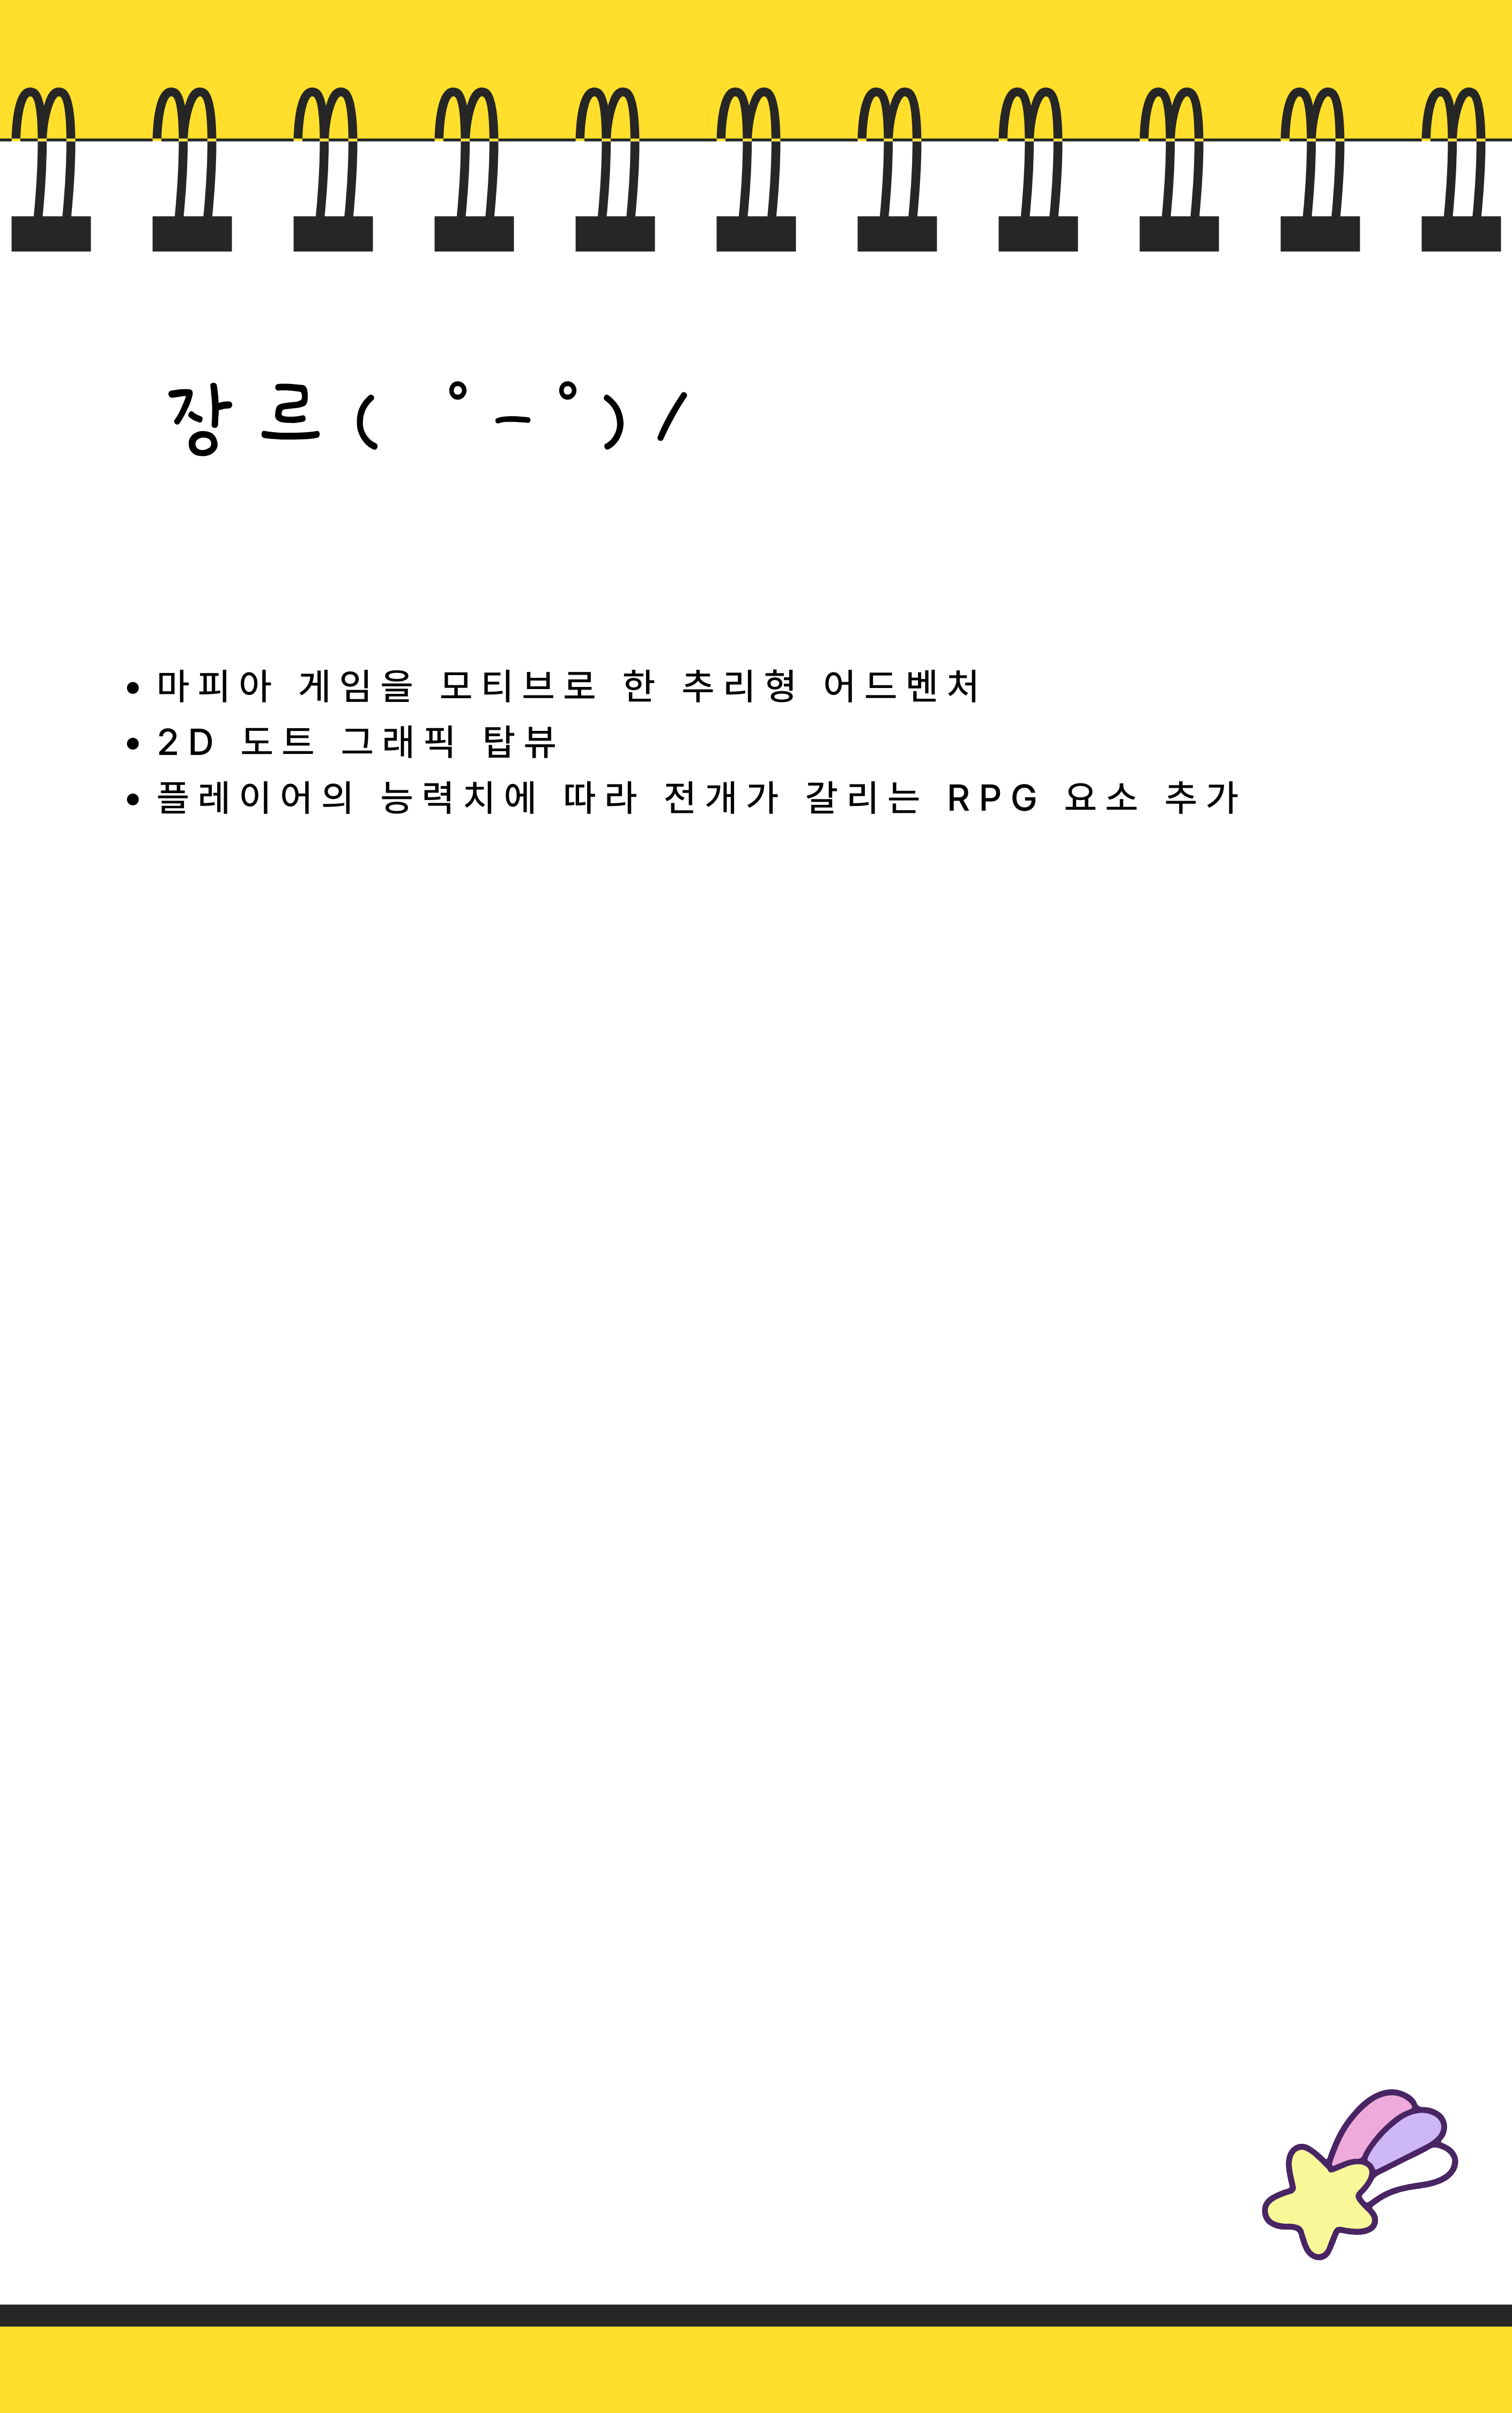 장르( °-°)/
• 마피아 게임을 모티브로 한 추리형 어드벤처
• 2D 도트 그래픽 탑뷰
• 플레이어의 능력치에 따라 전개가 갈리는 RPG 요소 추가